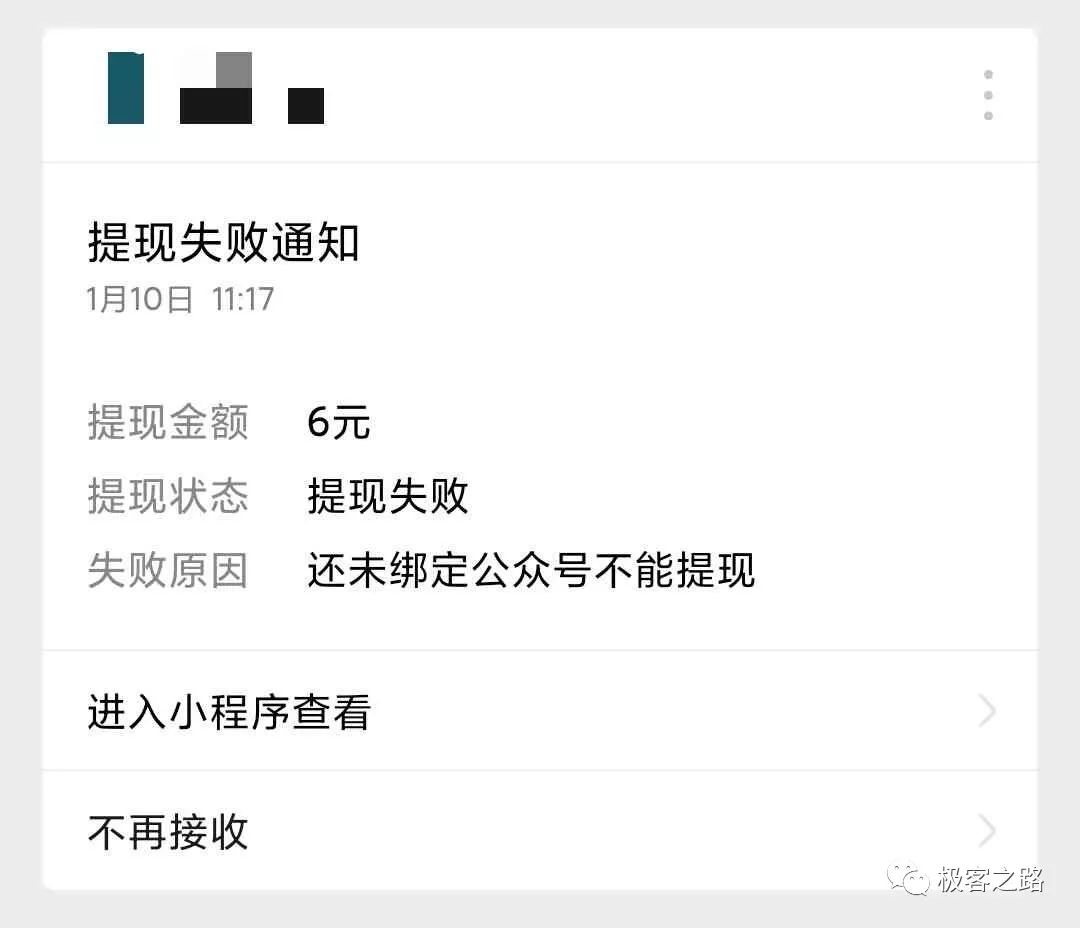 提现失败通知
1月10日 11:17
提现金额 6元
提现状态 提现失败
失败原因 还未绑定公众号不能提现
进入小程序查看
不再接收
极客之路